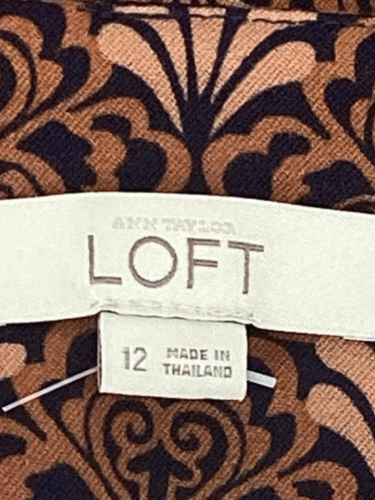 ANN TAYLOR
LOFT
12
MADE IN
THAILAND